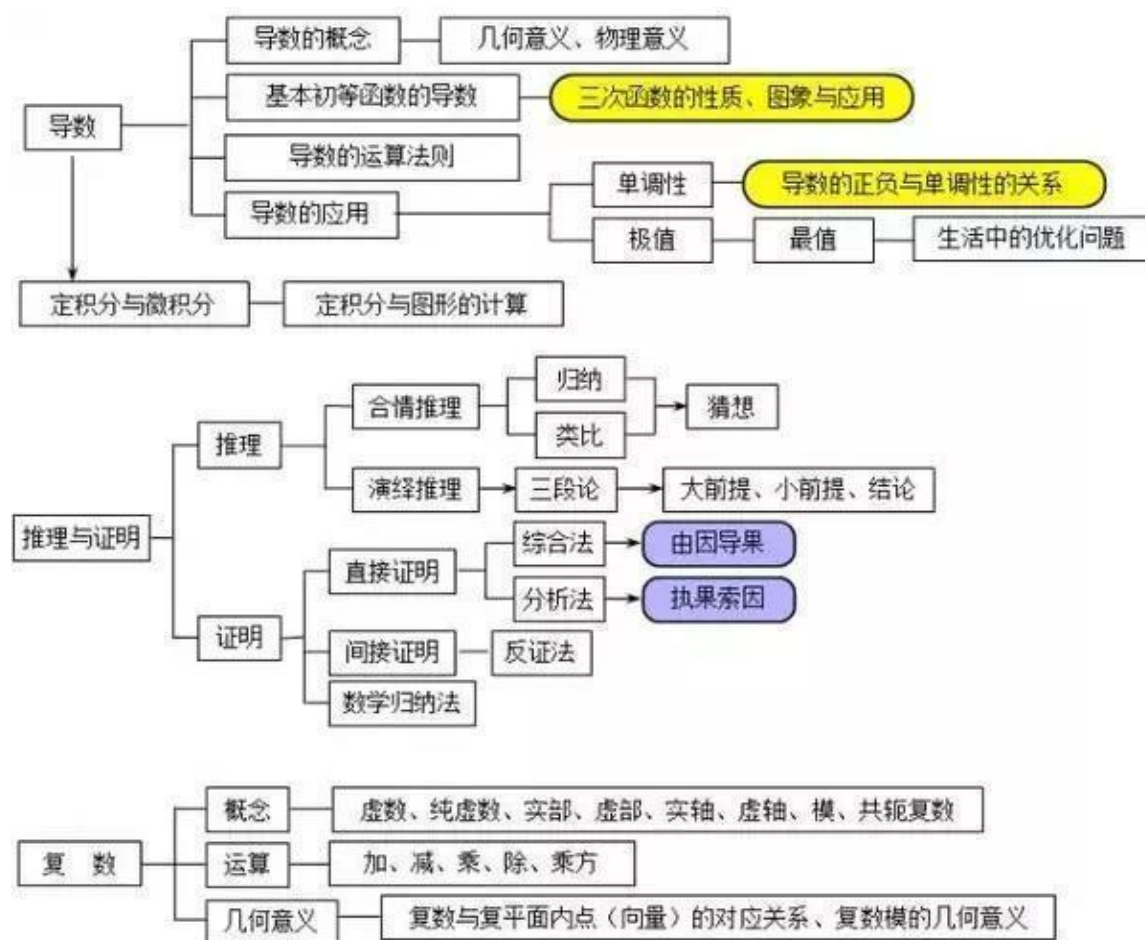 导数的概念
几何意义、物理意义
基本初等函数的导数
三次函数的性质、图象与应用
导数
导数的运算法则
单调性
导数的正负与单调性的关系
导数的应用
极值
最值
生活中的优化问题
定积分与微积分
定积分与图形的计算
归纳
合情推理
猜想
类比
推理
演绎推理
三段论
大前提、小前提、结论
推理与证明
综合法
由因导果
直接证明
分析法
执果索因
证明
间接证明
反证法
数学归纳法
概念
虚数、纯虚数、实部、虚部、实轴、虚轴、模、共轭复数
复 数
运算
加、减、乘、除、乘方
几何意义
复数与复平面内点（向量）的对应关系、复数模的几何意义